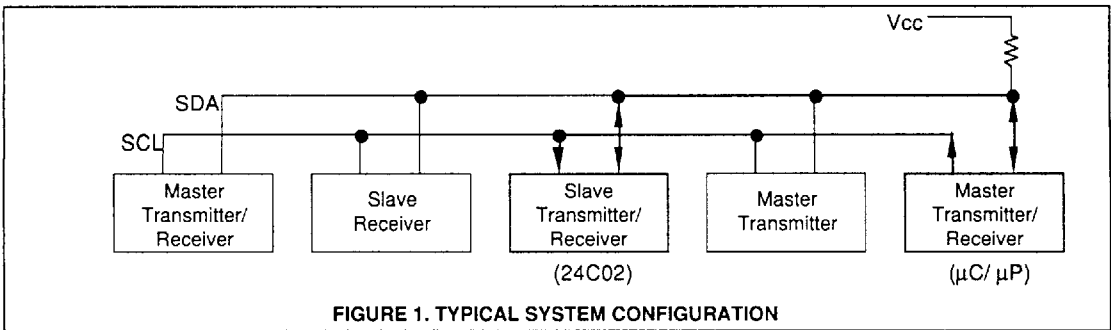 Vcc
SDA
SCL
Master
Transmitter/
Receiver
Slave
Receiver
Slave
Transmitter/
Receiver
(24C02)
Master
Transmitter
Master
Transmitter/
Receiver
(µC/ µP)
FIGURE 1. TYPICAL SYSTEM CONFIGURATION